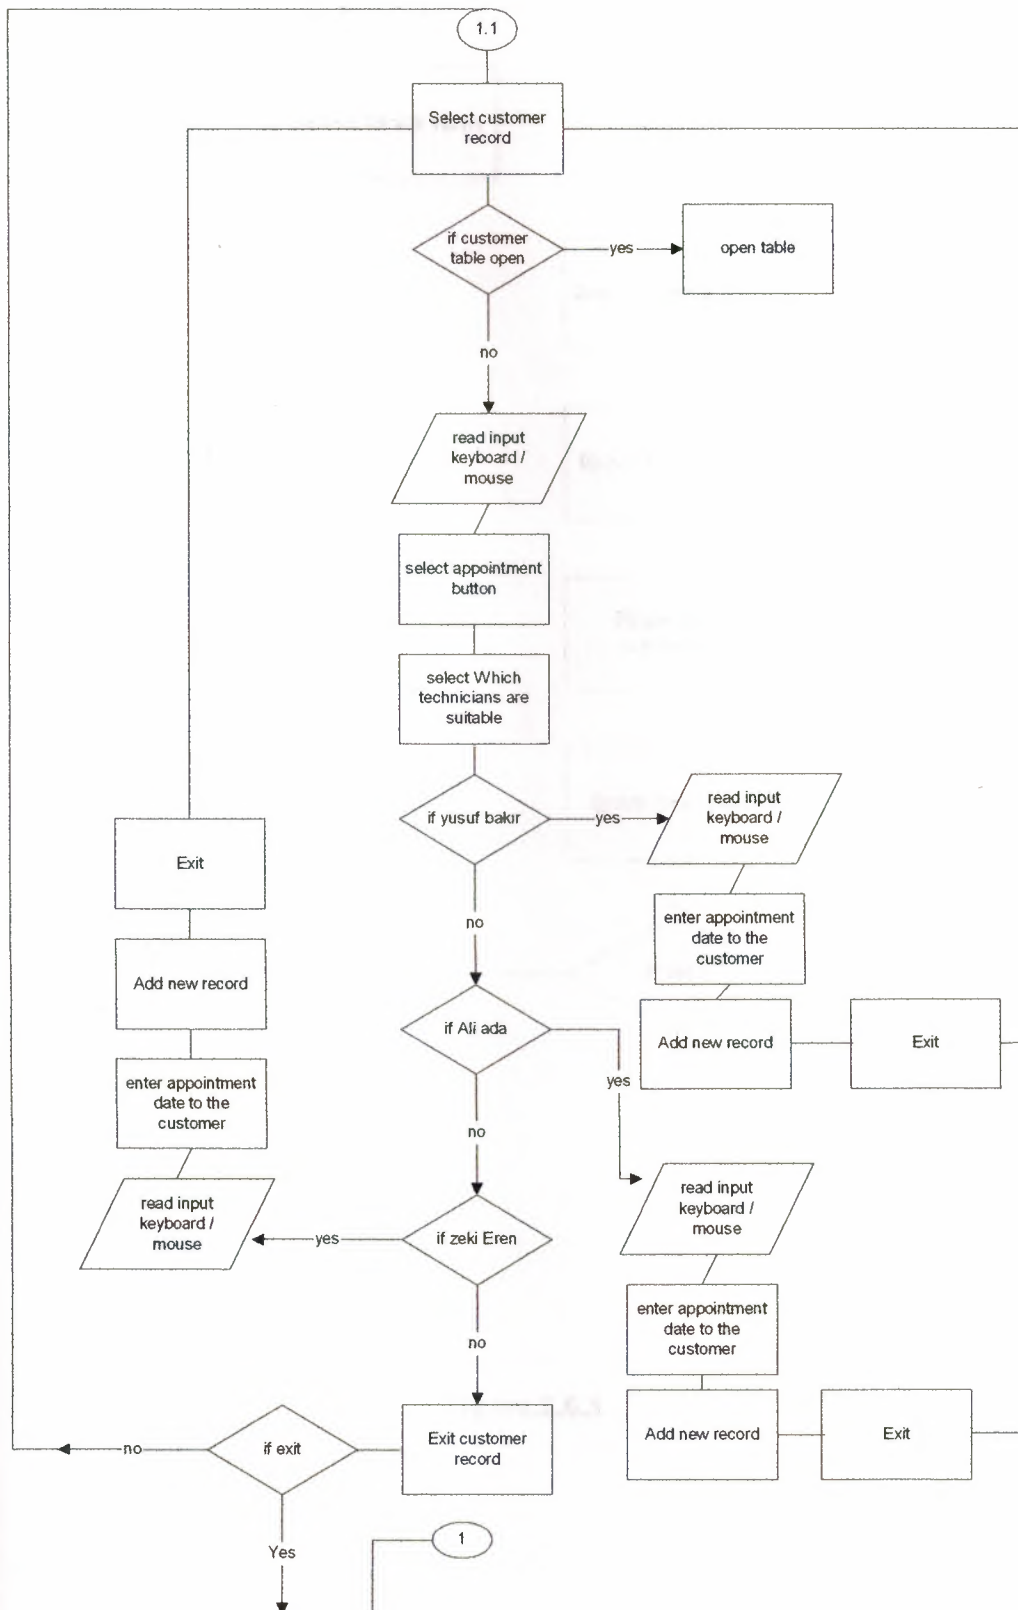 1.1
Select customer
record
if customer
table open
yes
open table
no
read input
keyboard /
mouse
select appointment
button
select Which
technicians are
suitable
if yusuf bakır
yes
read input
keyboard /
mouse
enter appointment
date to the
customer
Add new record
Exit
no
if Ali ada
yes
read input
keyboard /
mouse
enter appointment
date to the
customer
Add new record
Exit
no
if zeki Eren
yes
read input
keyboard /
mouse
enter appointment
date to the
customer
Add new record
Exit
no
Exit customer
record
if exit
no
Yes
1